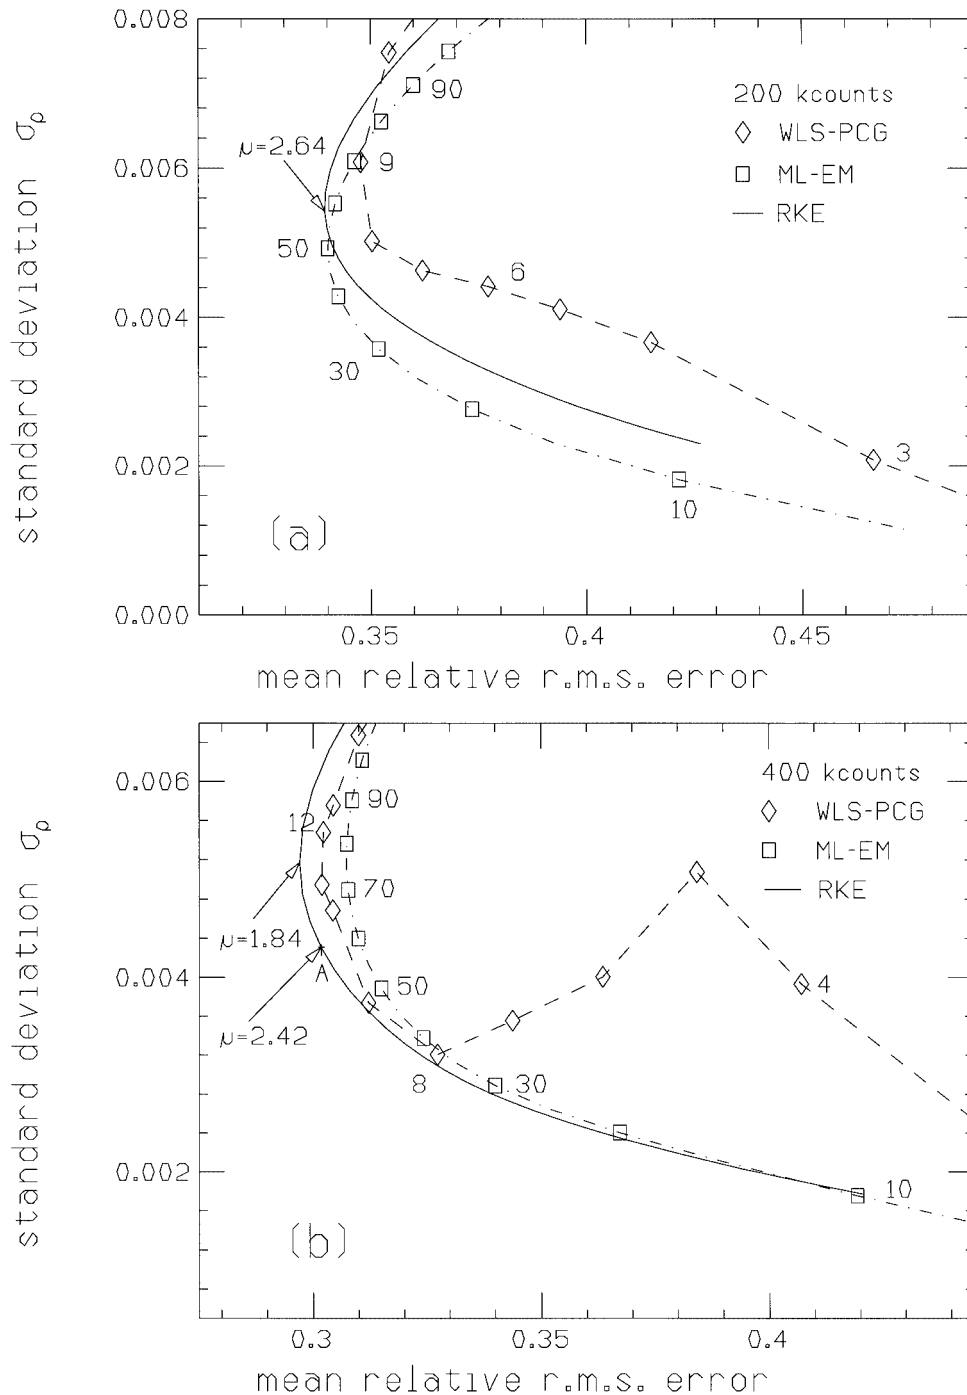 0.008
standard deviation σρ
0.006
0.004
0.002
0.000
200 kcounts
WLS-PCG
ML-EM
RKE
μ=2.64
90
9
50
6
30
3
10
(a)
0.35
0.4
0.45
mean relative r.m.s. error
standard deviation σρ
0.006
0.004
0.002
400 kcounts
WLS-PCG
ML-EM
RKE
90
12
70
μ=1.84
A
50
4
μ=2.42
8
30
10
(b)
0.3
0.35
0.4
mean relative r.m.s. error